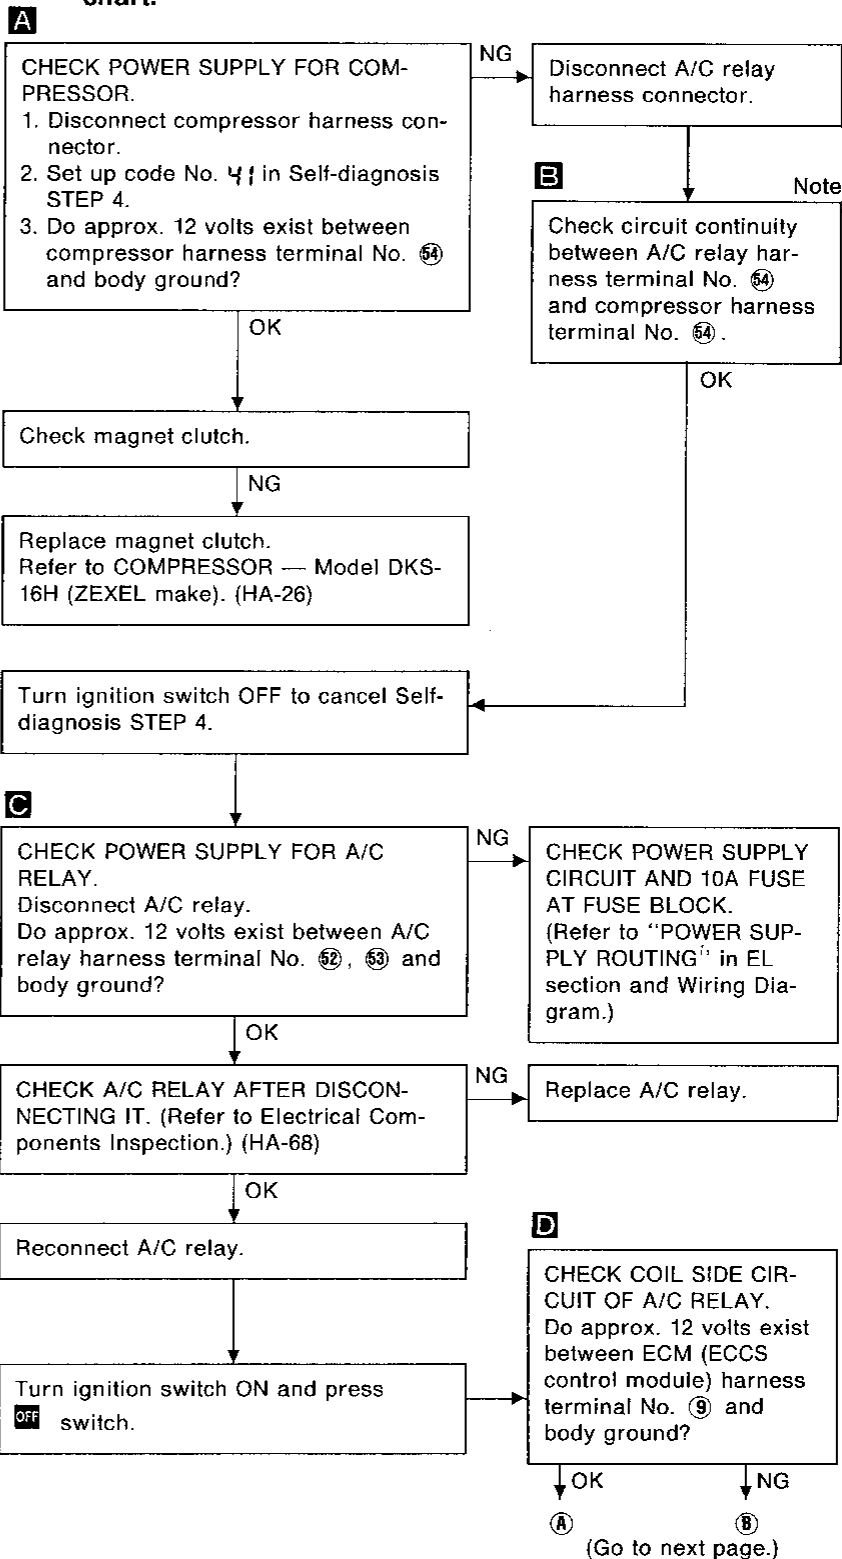 chart.
A
CHECK POWER SUPPLY FOR COM-
PRESSOR.
1. Disconnect compressor harness con-
nector.
2. Set up code No. 41 in Self-diagnosis
STEP 4.
3. Do approx. 12 volts exist between
compressor harness terminal No. 54
and body ground?
NG
Disconnect A/C relay
harness connector.
B
Note
Check circuit continuity
between A/C relay har-
ness terminal No. 54
and compressor harness
terminal No. 54.
OK
OK
Check magnet clutch.
NG
Replace magnet clutch.
Refer to COMPRESSOR — Model DKS-
16H (ZEXEL make). (HA-26)
Turn ignition switch OFF to cancel Self-
diagnosis STEP 4.
C
CHECK POWER SUPPLY FOR A/C
RELAY.
Disconnect A/C relay.
Do approx. 12 volts exist between A/C
relay harness terminal No. 52, 53 and
body ground?
NG
CHECK POWER SUPPLY
CIRCUIT AND 10A FUSE
AT FUSE BLOCK.
(Refer to "POWER SUP-
PLY ROUTING" in EL
section and Wiring Dia-
gram.)
OK
CHECK A/C RELAY AFTER DISCON-
NECTING IT. (Refer to Electrical Com-
ponents Inspection.) (HA-68)
NG
Replace A/C relay.
OK
Reconnect A/C relay.
Turn ignition switch ON and press
OFF switch.
D
CHECK COIL SIDE CIR-
CUIT OF A/C RELAY.
Do approx. 12 volts exist
between ECM (ECCS
control module) harness
terminal No. 9 and
body ground?
OK
NG
A
B
(Go to next page.)